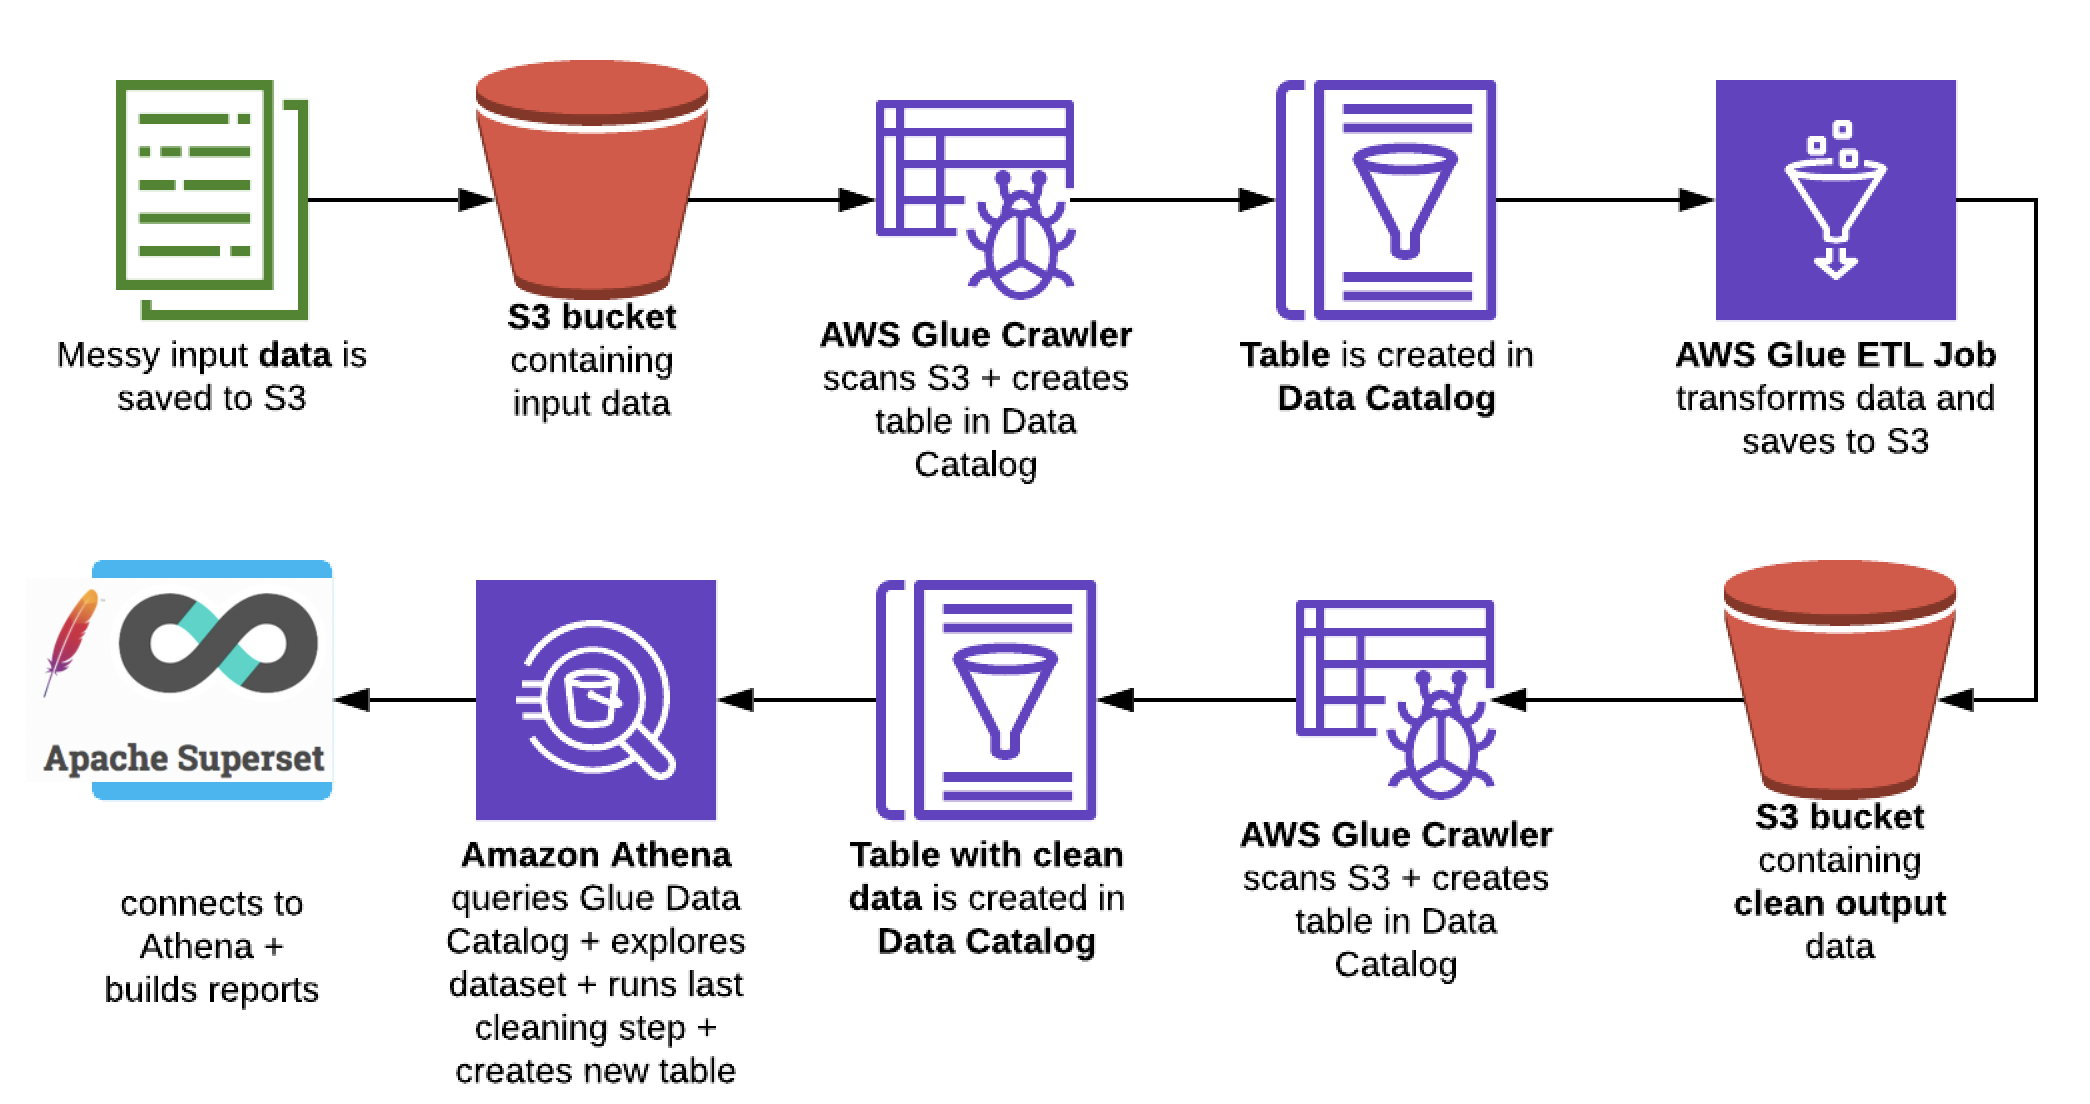 Messy input data is
saved to S3
S3 bucket
containing
input data
AWS Glue Crawler
scans S3 + creates
table in Data
Catalog
Table is created in
Data Catalog
AWS Glue ETL Job
transforms data and
saves to S3
Apache Superset
connects to
Athena +
builds reports
Amazon Athena
queries Glue Data
Catalog + explores
dataset + runs last
cleaning step +
creates new table
Table with clean
data is created in
Data Catalog
AWS Glue Crawler
scans S3 + creates
table in Data
Catalog
S3 bucket
containing
clean output
data